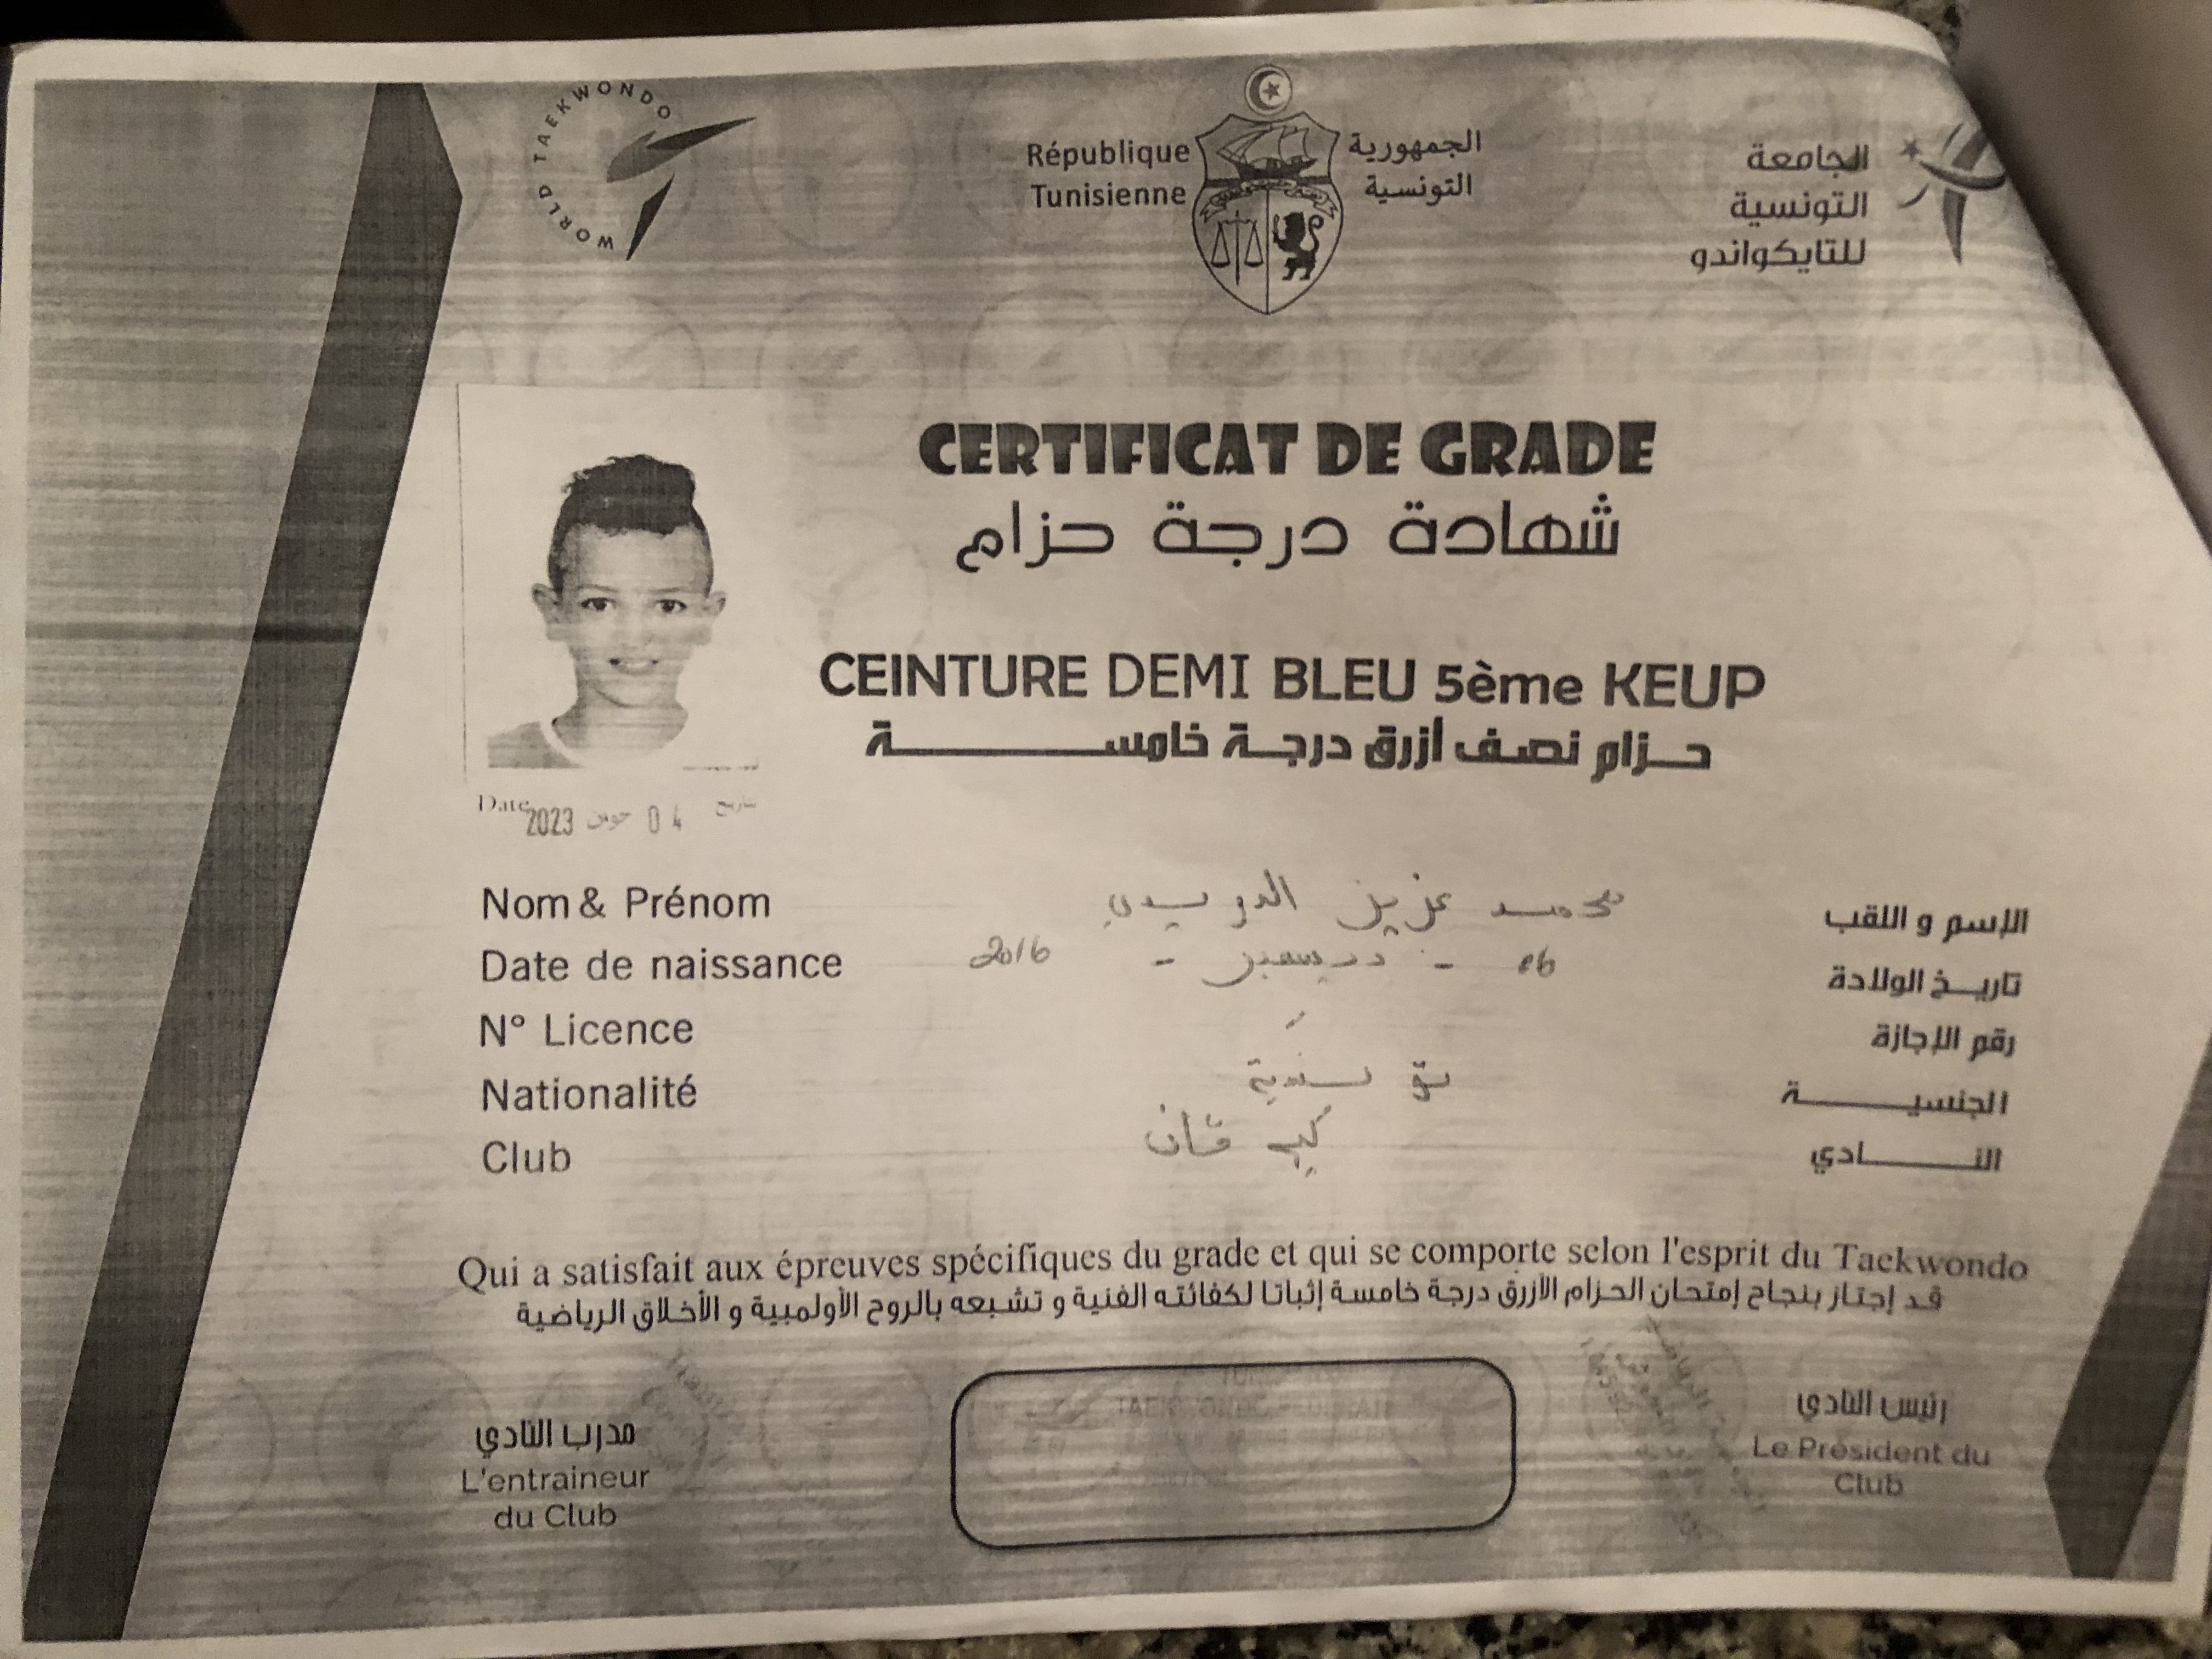 WORLD TAEKWONDO
République
Tunisienne
الجمهورية
التونسية
الجامعة
التونسية
للتايكواندو
CERTIFICAT DE GRADE
شهادة درجة حزام
CEINTURE DEMI BLEU 5ème KEUP
حزام نصف أزرق درجة خامسة
Date 2023 جوان 04 تاريخ
Nom & Prénom محمد عزيز الدويسي الإسم و اللقب
Date de naissance 06 - ديسمبر - 2016 تاريخ الولادة
N° Licence رقم الإجازة
Nationalité تونسية الجنسية
Club النادي
Qui a satisfait aux épreuves spécifiques du grade et qui se comporte selon l'esprit du Taekwondo
قد إجتاز بنجاح إمتحان الحزام الأزرق درجة خامسة إثباتا لكفائته الفنية و تشبعه بالروح الأولمبية و الأخلاق الرياضية
مدرب النادي
L'entraineur
du Club
رئيس النادي
Le Président du
Club